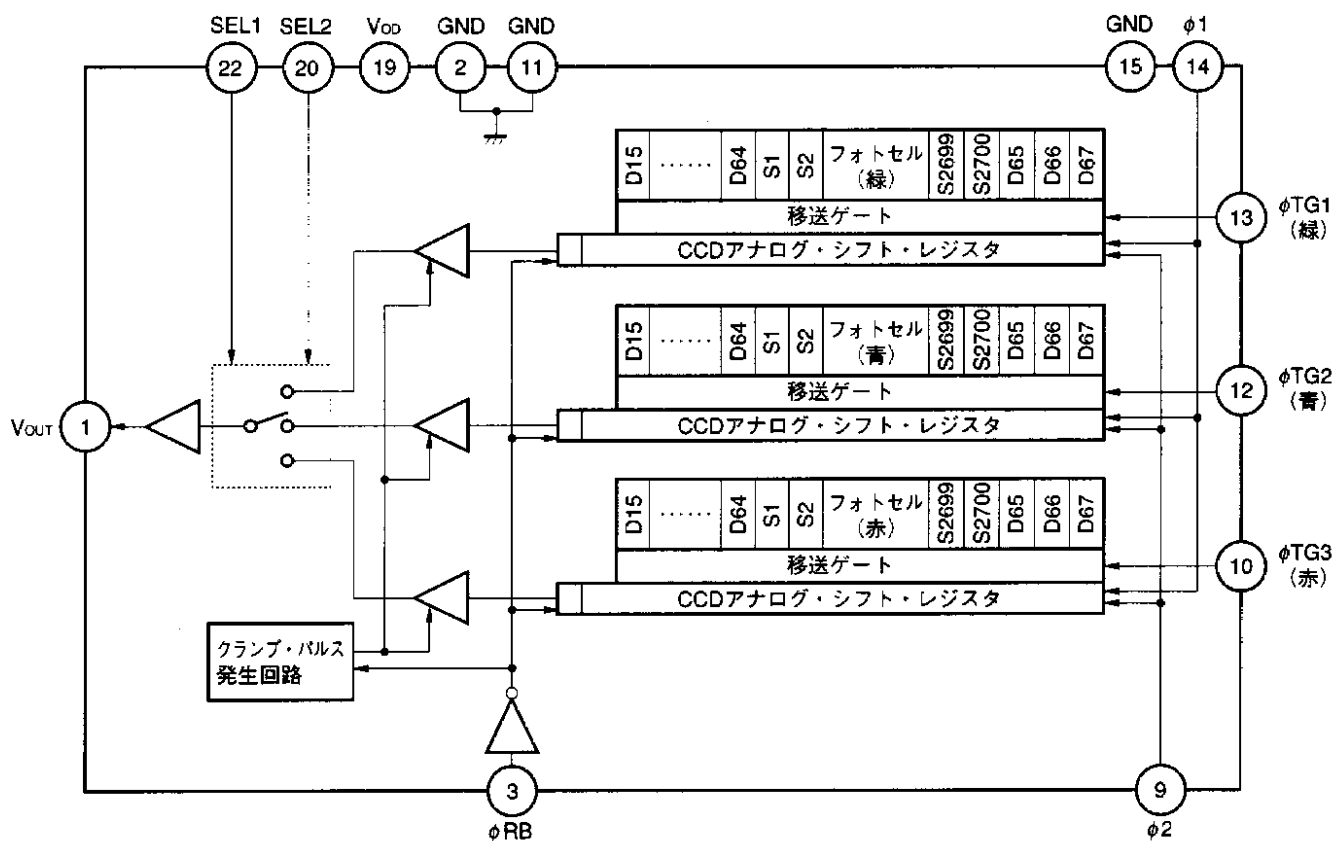 SEL1 SEL2 VOD GND GND GND φ1
22 20 19 2 11 15 14
D15 …… D64 S1 S2 フォトセル (緑) S2699 S2700 D65 D66 D67
移送ゲート
13 φTG1 (緑)
CCDアナログ・シフト・レジスタ
D15 …… D64 S1 S2 フォトセル (青) S2699 S2700 D65 D66 D67
移送ゲート
12 φTG2 (青)
VOUT 1
CCDアナログ・シフト・レジスタ
D15 …… D64 S1 S2 フォトセル (赤) S2699 S2700 D65 D66 D67
移送ゲート
10 φTG3 (赤)
CCDアナログ・シフト・レジスタ
クランプ・パルス
発生回路
3 9
φRB φ2